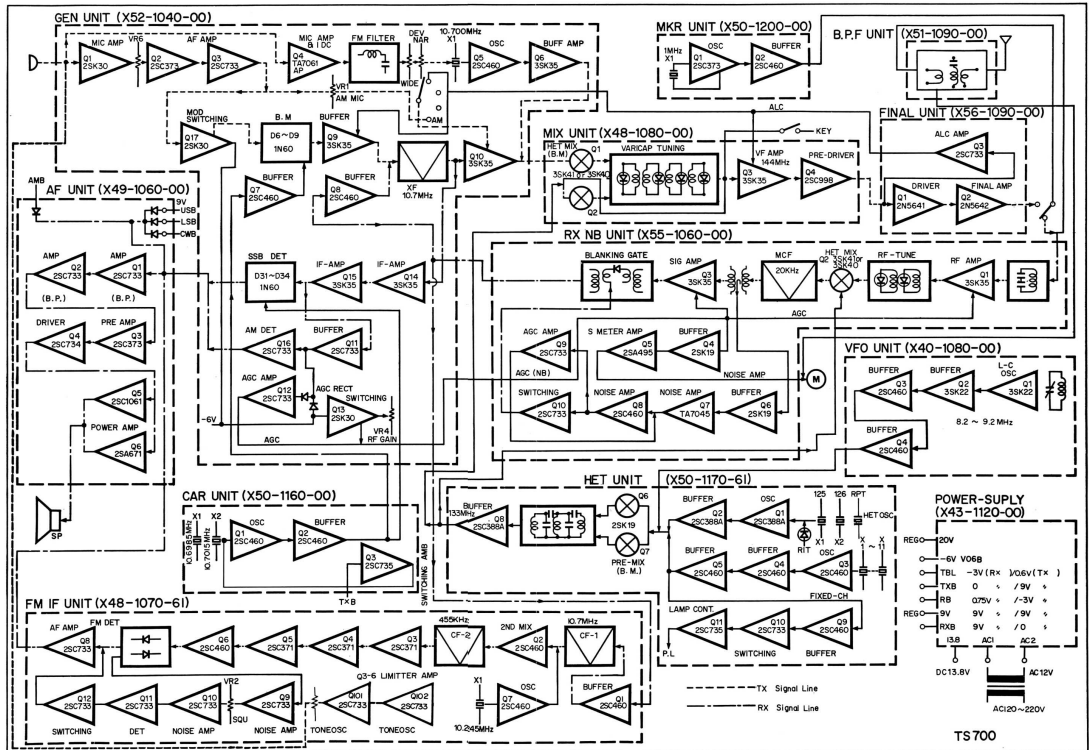 GEN UNIT (X52-1040-00)
MIC AMP
Q1
2SK30
VR6
AF AMP
Q2
2SC373
Q3
2SC733
MIC AMP
& IDC
Q4
TA7061
AP
FM FILTER
DEV
NAR
WIDE
AM
VR1
AM MIC
10.700MHz
X1
OSC
Q5
2SC460
BUFF AMP
Q6
3SK35
MOD
SWITCHING
Q17
2SK30
B.M
D6~D9
1N60
BUFFER
Q9
3SK35
Q7
2SC460
BUFFER
Q8
2SC460
BUFFER
XF
10.7MHz
Q10
3SK35
SSB DET
D31~D34
1N60
IF-AMP
Q15
3SK35
IF-AMP
Q14
3SK35
AM DET
Q16
2SC733
BUFFER
Q11
2SC733
AGC AMP
Q12
2SC733
AGC RECT
Q13
2SK30
SWITCHING
VR4
RF GAIN
-6V
AGC
MKR UNIT (X50-1200-00)
1MHz
X1
OSC
Q1
2SC373
BUFFER
Q2
2SC460
B.P.F UNIT (X51-1090-00)
ALC
KEY
FINAL UNIT (X56-1090-00)
ALC AMP
Q3
2SC733
DRIVER
Q1
2N5641
FINAL AMP
Q2
2N5642
MIX UNIT (X48-1080-00)
HET MIX
(B.M)
Q1
3SK41 or 3SK40
Q2
VARICAP TUNING
VF AMP
144MHz
Q3
3SK35
PRE-DRIVER
Q4
2SC998
RX NB UNIT (X55-1060-00)
BLANKING GATE
SIG AMP
Q3
3SK35
MCF
20KHz
HET MIX
Q2 3SK41or
3SK40
RF-TUNE
RF AMP
Q1
3SK35
AGC
AGC AMP
Q9
2SC733
S METER AMP
Q5
2SA495
BUFFER
Q4
2SK19
AGC (NB)
NOISE AMP
M
SWITCHING
Q10
2SC733
NOISE AMP
Q8
2SC460
NOISE AMP
Q7
TA7045
BUFFER
Q6
2SK19
AF UNIT (X49-1060-00)
AMB
9V
USB
LSB
CWB
AMP
Q2
2SC733
(B.P.)
AMP
Q1
2SC733
(B.P.)
DRIVER
Q4
2SC734
PRE AMP
Q3
2SC373
Q5
2SC1061
POWER AMP
Q6
2SA671
SP
VFO UNIT (X40-1080-00)
BUFFER
Q3
2SC460
BUFFER
Q2
3SK22
L-C
OSC
Q1
3SK22
8.2 ~ 9.2 MHz
BUFFER
Q4
2SC460
CAR UNIT (X50-1160-00)
X1
X2
10.6985MHz
10.7015MHz
OSC
Q1
2SC460
BUFFER
Q2
2SC460
Q3
2SC735
TXB
SWITCHING AMB
HET UNIT (X50-1170-61)
BUFFER
133MHz
Q8
2SC388A
Q6
2SK19
Q7
PRE-MIX
(B.M.)
BUFFER
Q2
2SC388A
OSC
Q1
2SC388A
RIT
125
126
RPT
HET OSC
X1
X2
X
1
~
X
11
BUFFER
Q5
2SC460
Q4
2SC460
OSC
Q3
2SC460
FIXED-CH
LAMP CONT.
Q11
2SC735
Q10
2SC733
Q9
2SC460
P.L
SWITCHING
BUFFER
POWER-SUPLY
(X43-1120-00)
REG 20V
-6V V06B
TBL -3V (RX )/0.6V (TX )
TXB 0 〃 /9V 〃
RB 0.75V 〃 /-3V 〃
REG 9V 9V 〃 /9V 〃
RXB 9V 〃 /0 〃
13.8
AC1
AC2
DC13.8V
AC12V
AC120~220V
FM IF UNIT (X48-1070-61)
AF AMP
Q8
2SC733
FM DET
Q6
2SC460
Q5
2SC371
Q4
2SC371
Q3
2SC371
Q3-6 LIMITTER AMP
455KHz
CF-2
2ND MIX
Q2
2SC460
10.7MHz
CF-1
Q12
2SC733
Q11
2SC733
Q10
2SC733
VR2
SQU
Q9
2SC733
Q101
2SC733
Q102
2SC733
X1
10.245MHz
OSC
Q7
2SC460
BUFFER
Q1
2SC460
SWITCHING
DET
NOISE AMP
NOISE AMP
TONEOSC
TONEOSC
TX Signal Line
RX Signal Line
TS700